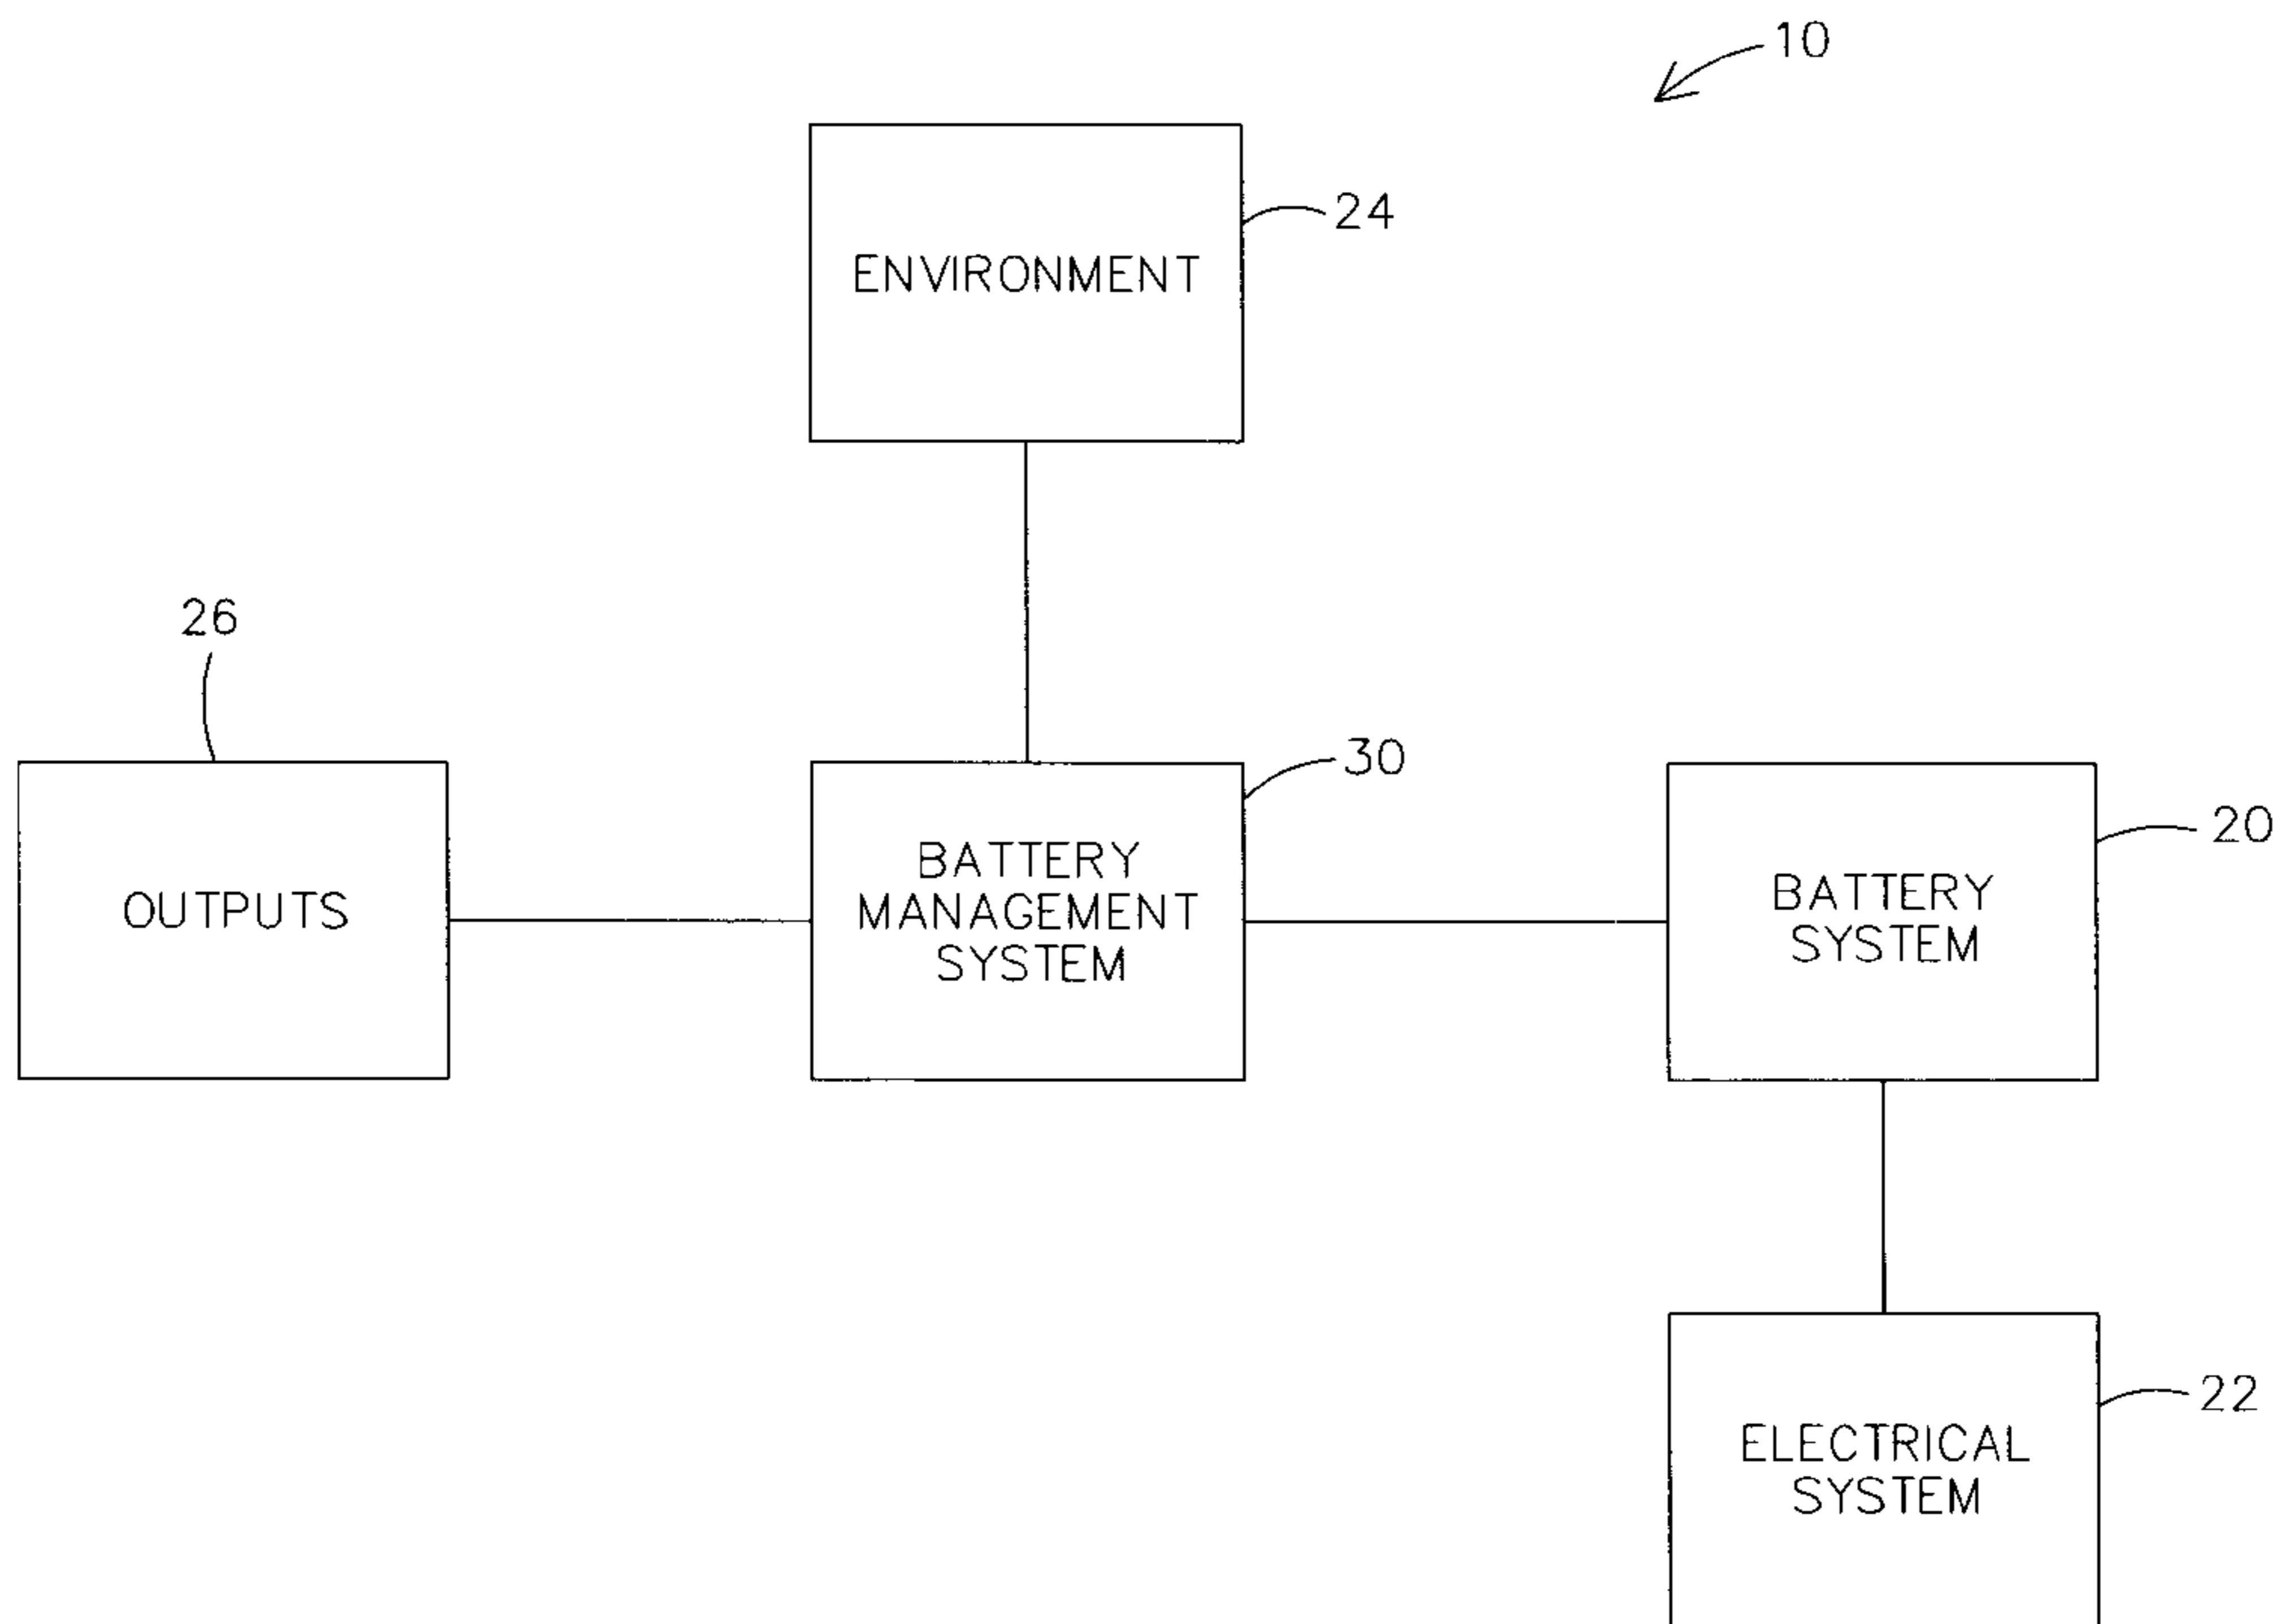 10
24
ENVIRONMENT
26
30
20
OUTPUTS
BATTERY
MANAGEMENT
SYSTEM
BATTERY
SYSTEM
22
ELECTRICAL
SYSTEM